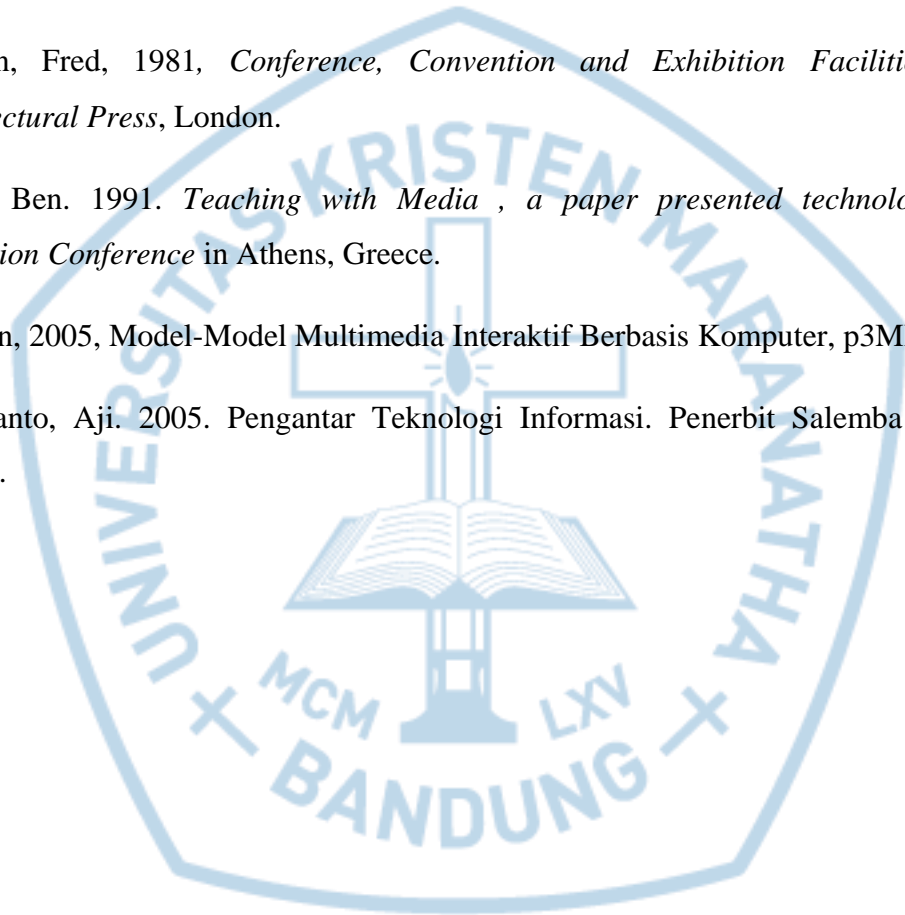 n, Fred, 1981, Conference, Convention and Exhibition Faciliti
ectural Press, London.
Ben. 1991. Teaching with Media , a paper presented technolo
ion Conference in Athens, Greece.
n, 2005, Model-Model Multimedia Interaktif Berbasis Komputer, p3M
anto, Aji. 2005. Pengantar Teknologi Informasi. Penerbit Salemba
.
UNIVERSITAS KRISTEN MARANATHA
MCM LXV
BANDUNG